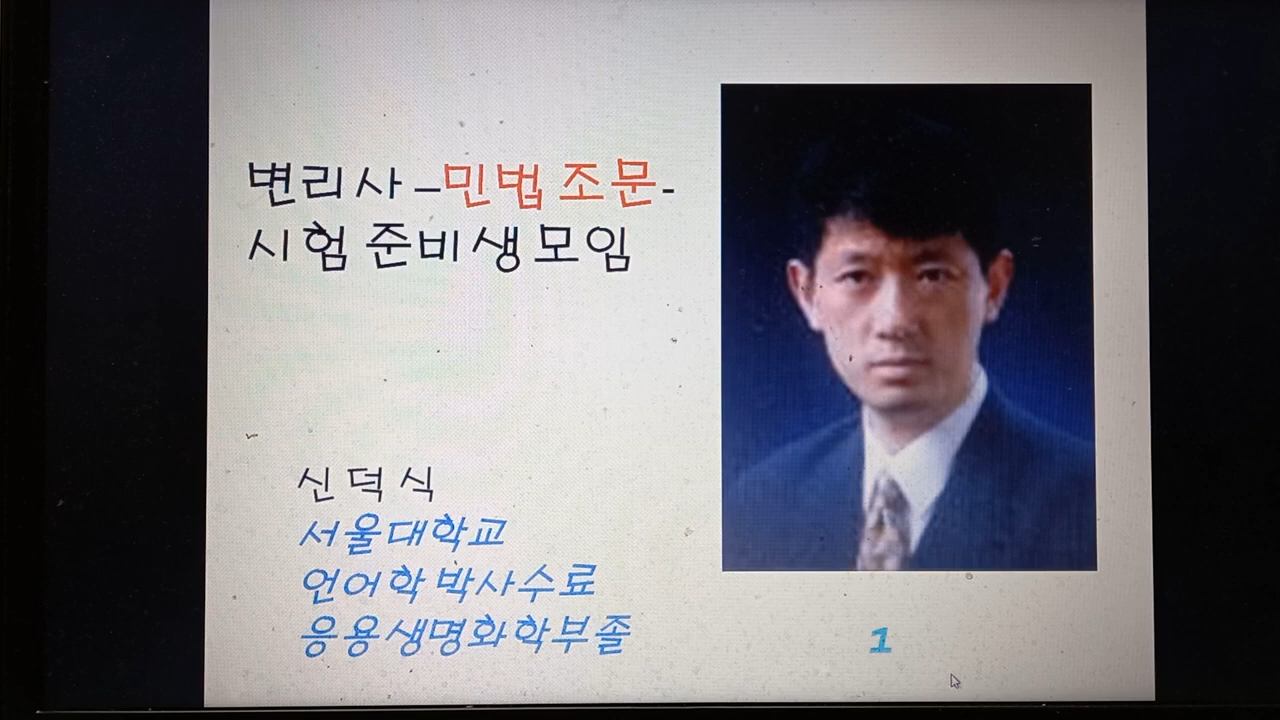 변리사 –민법 조문-
시험 준비생모임
신 덕 식
서울대학교
언어학 박사수료
응용생명화학부졸
1